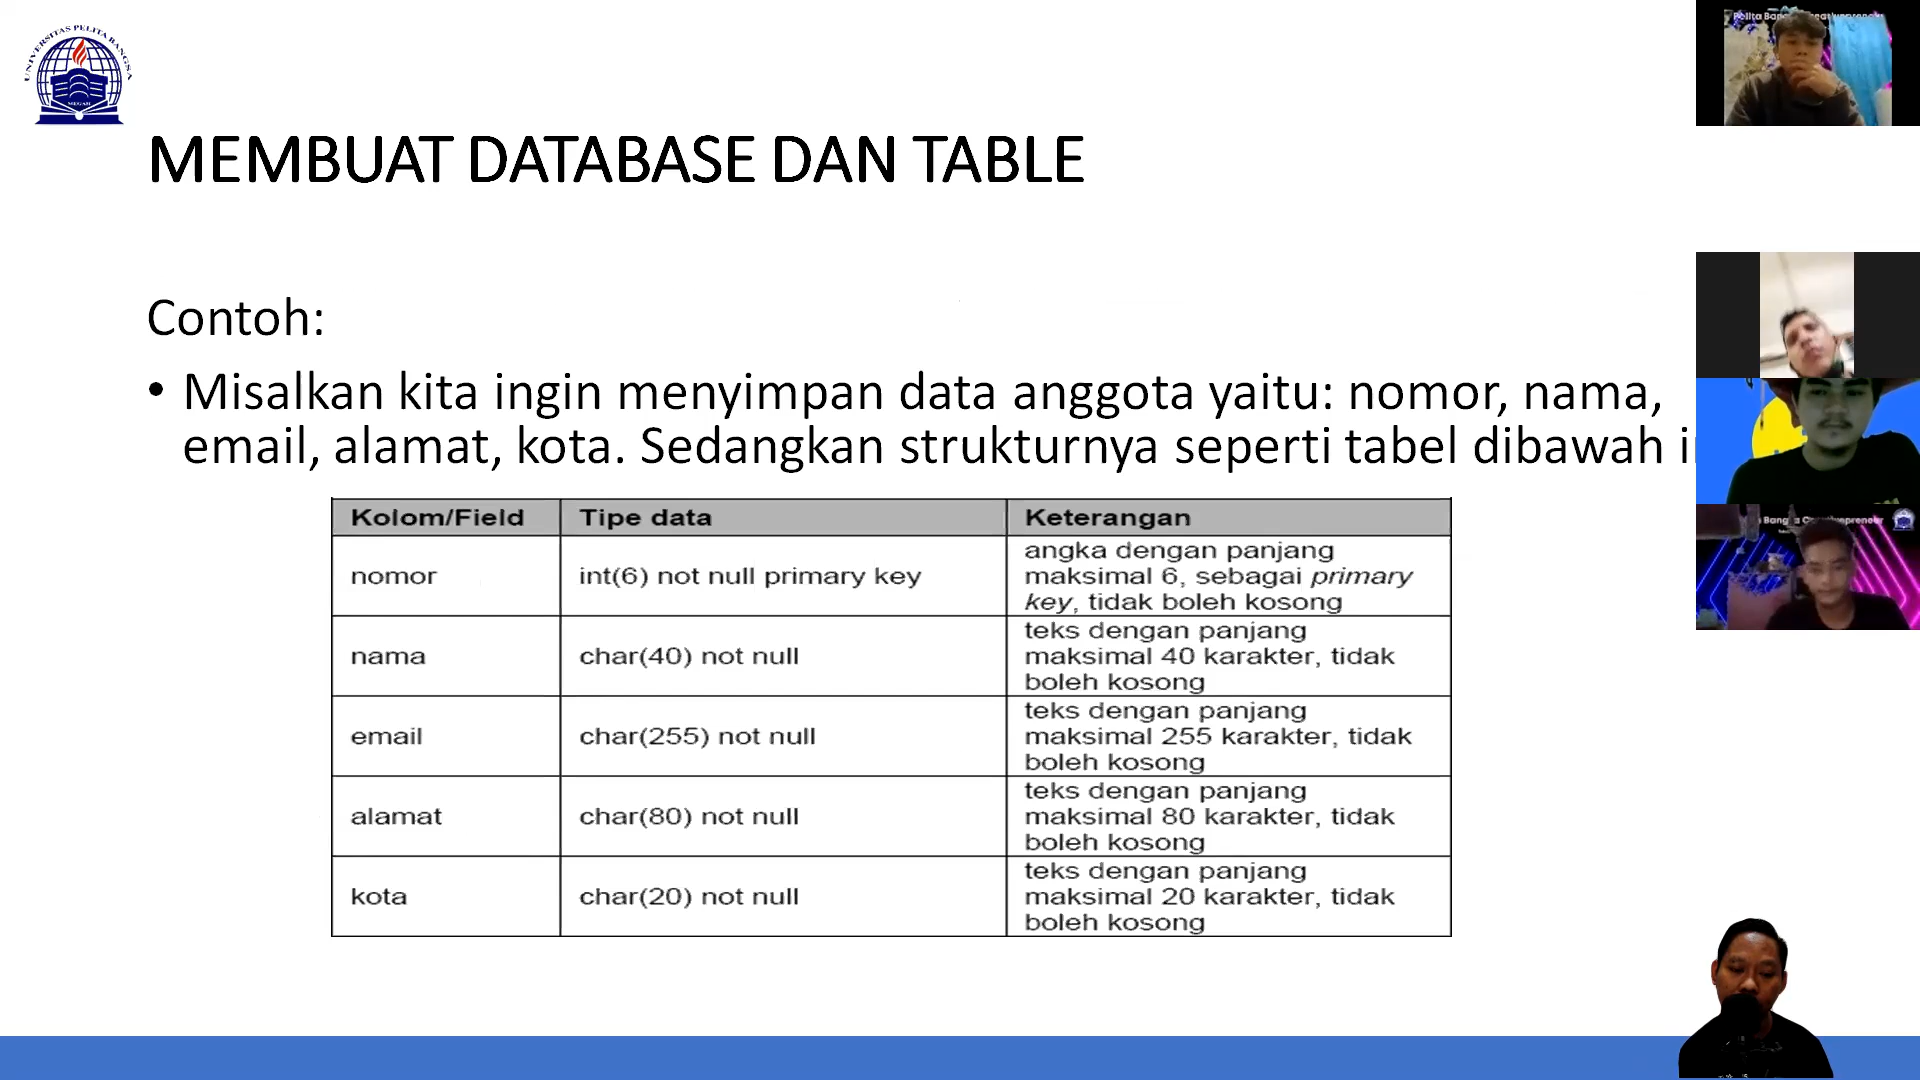 UNIVERSITAS PELITA BANGSA
MEMBUAT DATABASE DAN TABLE
Contoh:
• Misalkan kita ingin menyimpan data anggota yaitu: nomor, nama,
email, alamat, kota. Sedangkan strukturnya seperti tabel dibawah
Kolom/Field Tipe data Keterangan
nomor int(6) not null primary key angka dengan panjang
maksimal 6, sebagai primary
key, tidak boleh kosong
nama char(40) not null teks dengan panjang
maksimal 40 karakter, tidak
boleh kosong
email char(255) not null teks dengan panjang
maksimal 255 karakter, tidak
boleh kosong
alamat char(80) not null teks dengan panjang
maksimal 80 karakter, tidak
boleh kosong
kota char(20) not null teks dengan panjang
maksimal 20 karakter, tidak
boleh kosong